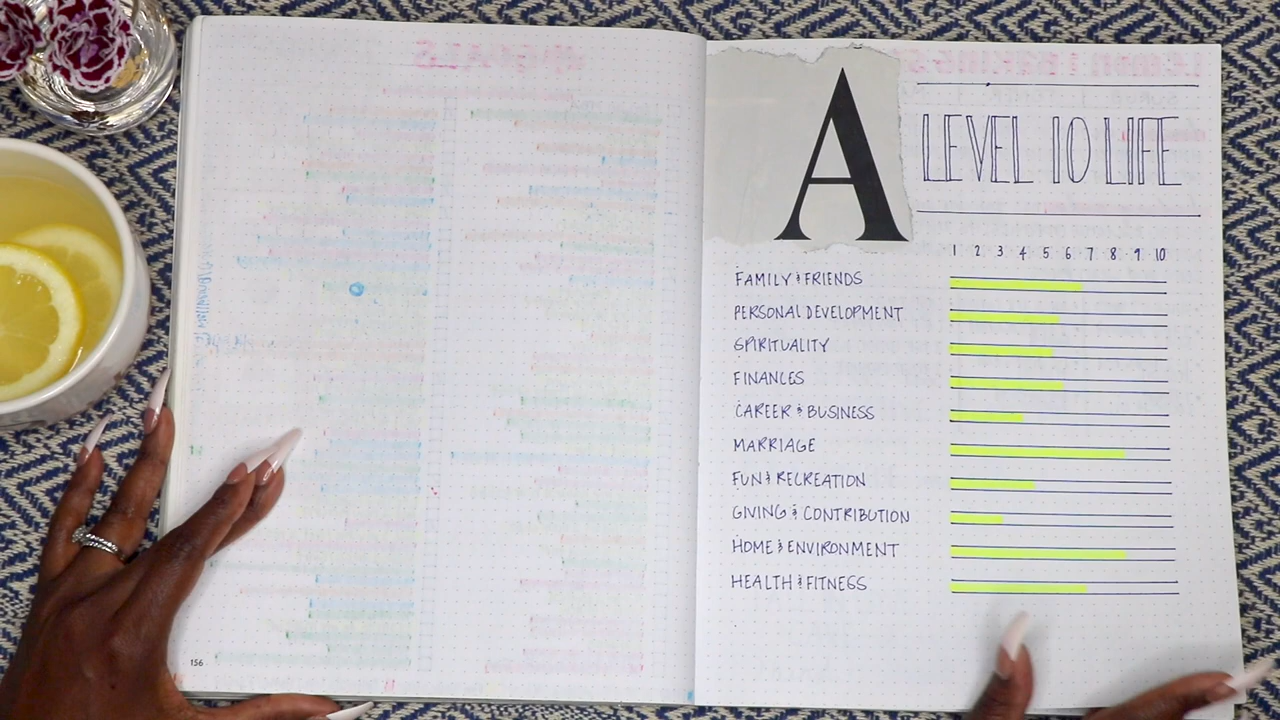 A
LEVEL 10 LIFE
1 2 3 4 5 6 7 8 9 10
FAMILY & FRIENDS
PERSONAL DEVELOPMENT
SPIRITUALITY
FINANCES
CAREER & BUSINESS
MARRIAGE
FUN & RECREATION
GIVING & CONTRIBUTION
HOME & ENVIRONMENT
HEALTH & FITNESS
156